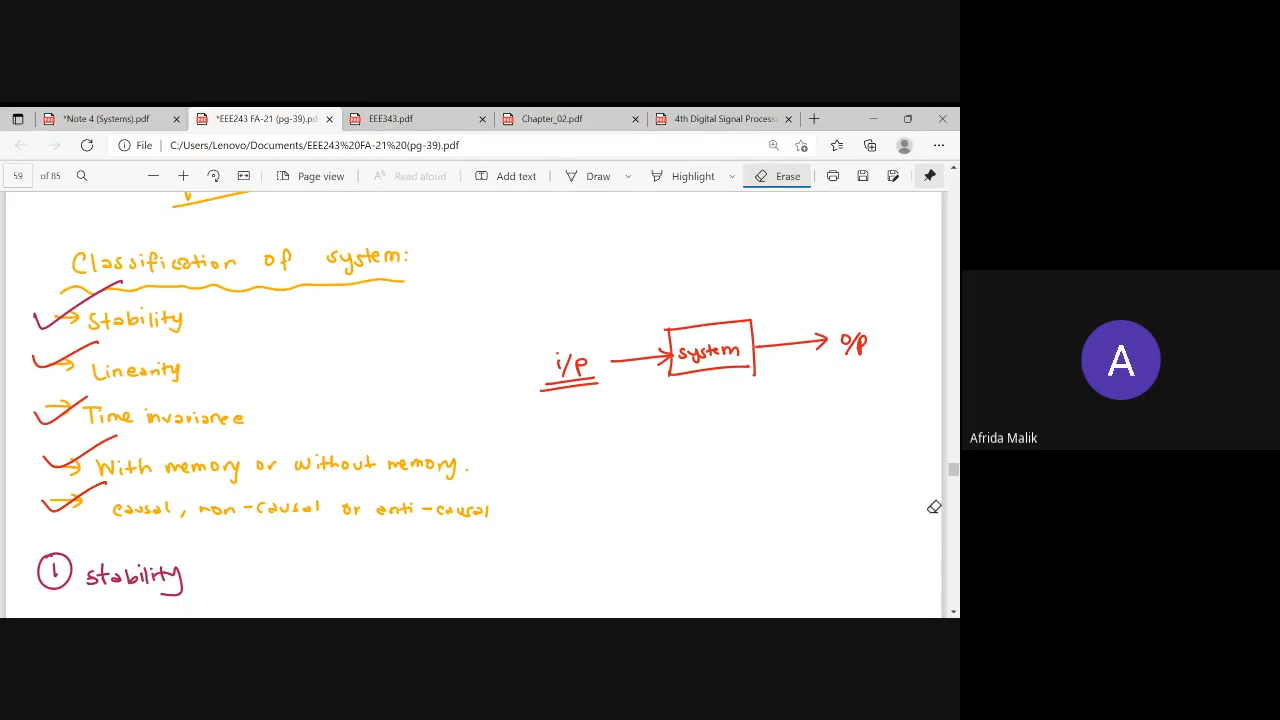 *Note 4 (Systems).pdf
*EEE243 FA-21 (pg-39).pd
EEE343.pdf
Chapter_02.pdf
4th Digital Signal Process
File
C:/Users/Lenovo/Documents/EEE243%20FA-21%20(pg-39).pdf
59 of 85
Page view
Read aloud
Add text
Draw
Highlight
Erase
Classification of system:
→ Stability
→ Linearity
→ Time invariance
→ With memory or without memory.
→ causal, non-causal or anti-causal
i/p → system → o/p
① stability
A
Afrida Malik